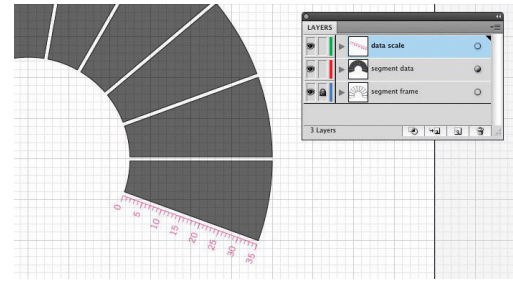 LAYERS
data scale
segment data
segment frame
3 Layers
0
5
10
15
20
25
30
35